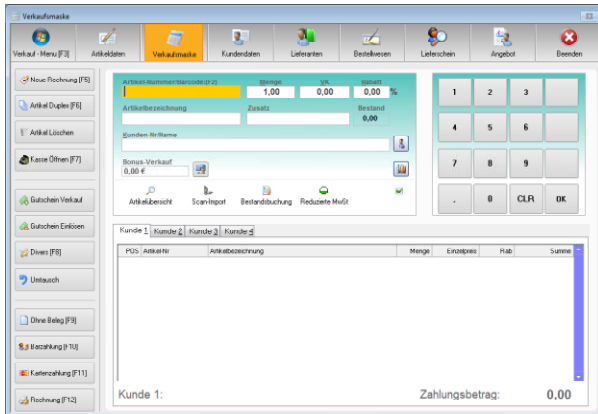 Verkaufsmaske
Verkauf - Menu [F3] Artikeldaten Verkaufsmaske Kundendaten Lieferanten Bestellwesen Lieferschein Angebot Beenden
Neue Rechnung [F5]
Artikel Duplex [F6]
Artikel Löschen
Kasse Öffnen [F7]
Gutschein Verkauf
Gutschein Einlösen
Divers [F8]
Umtausch
Ohne Beleg [F9]
Barzahlung [F10]
Kartenzahlung [F11]
Rechnung [F12]
Artikel-Nummer/Barcode:(F2) Menge VK Rabatt
1,00 0,00 0,00 %
Artikelbezeichnung Zusatz Bestand
0,00
Kunden Nr/Name
Bonus-Verkauf
0,00 €
Artikelübersicht Scan-Import Bestandsbuchung Reduzierte MwSt
1 2 3
4 5 6
7 8 9
. 0 CLR OK
Kunde 1 Kunde 2 Kunde 3 Kunde 4
POS Artikel-Nr Artikelbezeichnung Menge Einzelpreis Rab Summe
Kunde 1: Zahlungsbetrag: 0,00